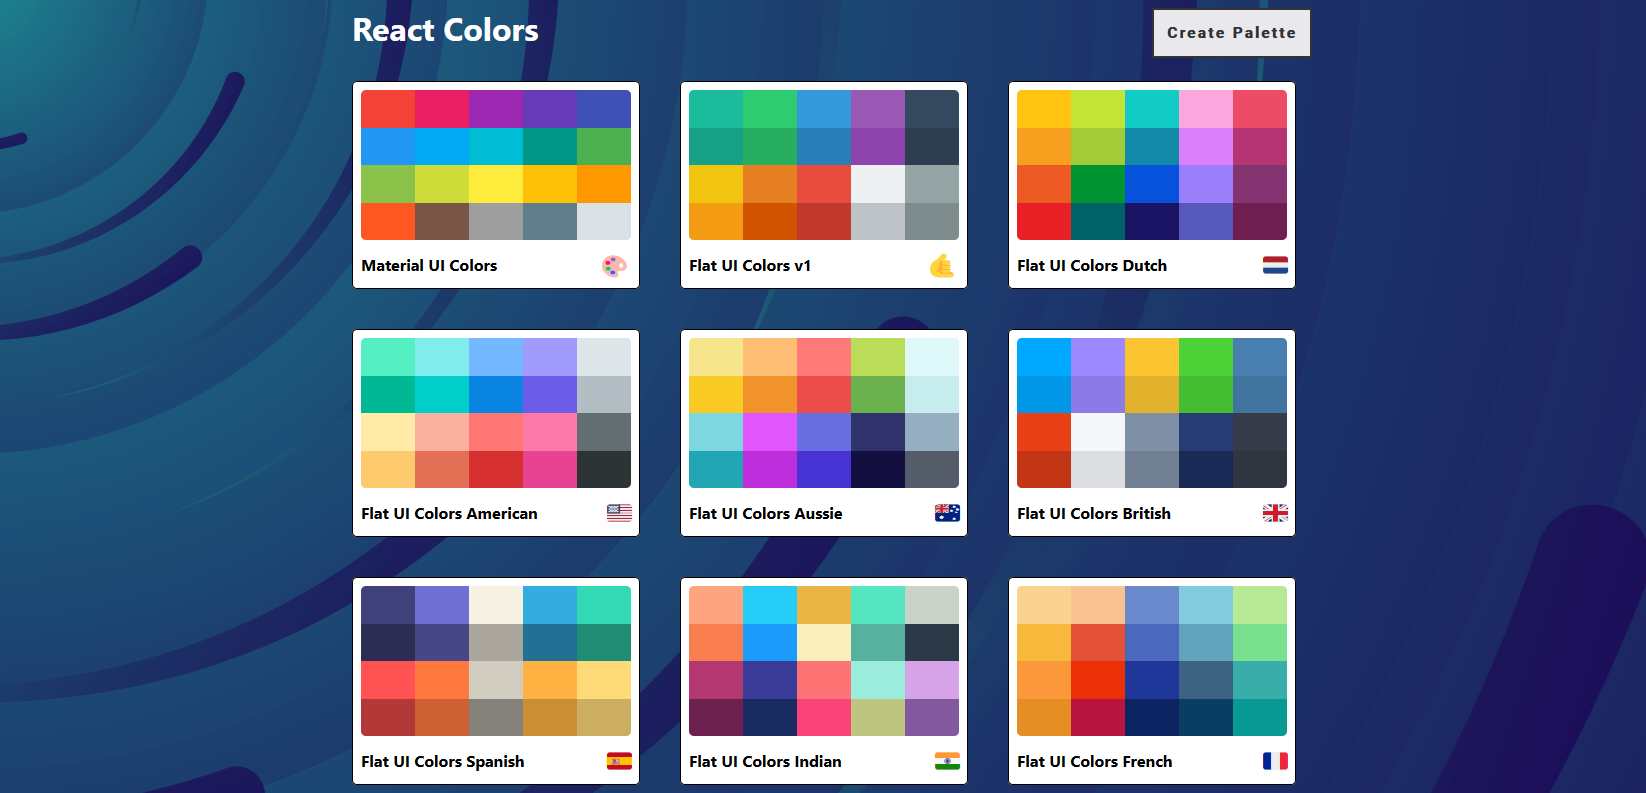 React Colors
Create Palette
Material UI Colors
Flat UI Colors v1
Flat UI Colors Dutch
Flat UI Colors American
Flat UI Colors Aussie
Flat UI Colors British
Flat UI Colors Spanish
Flat UI Colors Indian
Flat UI Colors French